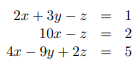 2x + 3y − z = 1
10x − z = 2
4x − 9y + 2z = 5